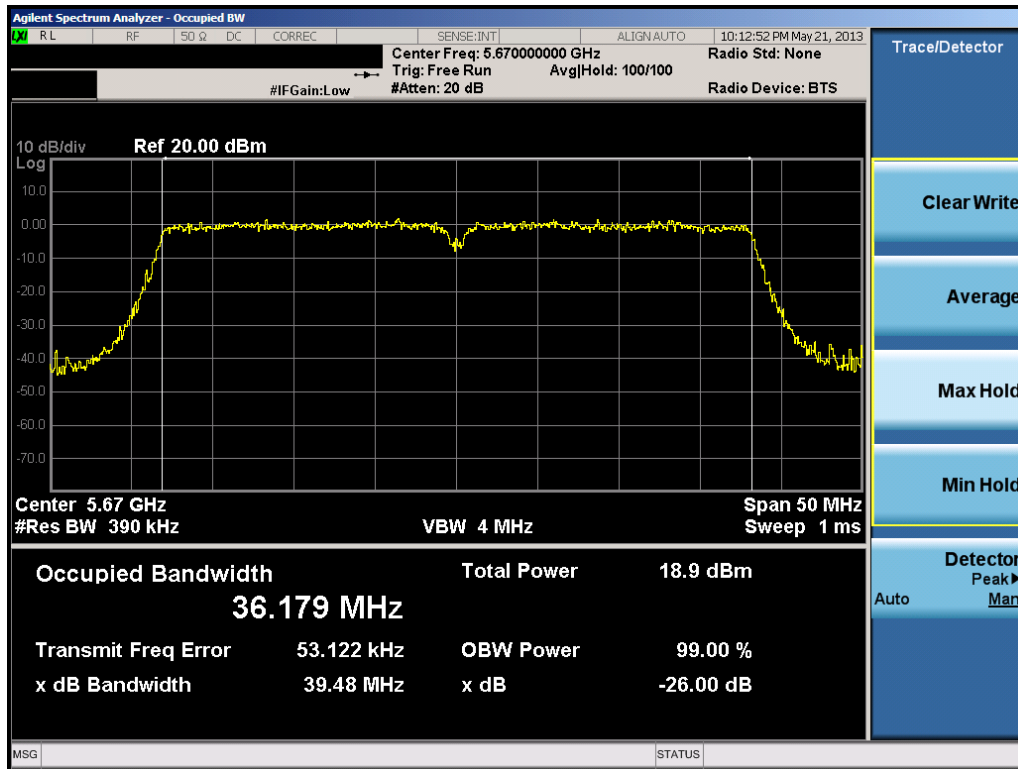 Agilent Spectrum Analyzer - Occupied BW
LXI RL RF 50 Ω DC CORREC SENSE:INT ALIGN AUTO 10:12:52 PM May 21, 2013
Center Freq: 5.670000000 GHz Radio Std: None
Trig: Free Run Avg|Hold: 100/100
#IFGain:Low #Atten: 20 dB Radio Device: BTS
Trace/Detector
10 dB/div Ref 20.00 dBm
Log
10.0
0.00
-10.0
-20.0
-30.0
-40.0
-50.0
-60.0
-70.0
Center 5.67 GHz Span 50 MHz
#Res BW 390 kHz VBW 4 MHz Sweep 1 ms
Occupied Bandwidth Total Power 18.9 dBm
36.179 MHz
Transmit Freq Error 53.122 kHz OBW Power 99.00 %
x dB Bandwidth 39.48 MHz x dB -26.00 dB
Clear Write
Average
Max Hold
Min Hold
Detector
Peak▶
Auto Man
MSG STATUS